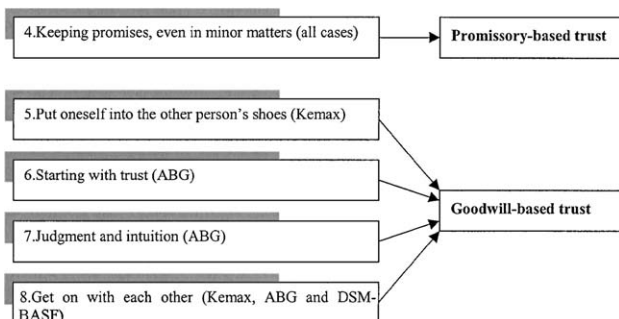 4.Keeping promises, even in minor matters (all cases)
Promissory-based trust
5.Put oneself into the other person's shoes (Kemax)
6.Starting with trust (ABG)
Goodwill-based trust
7.Judgment and intuition (ABG)
8.Get on with each other (Kemax, ABG and DSM-
BASF)